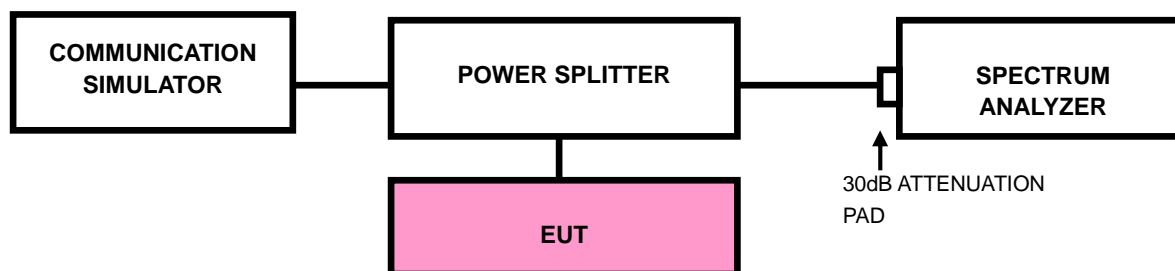 COMMUNICATION
SIMULATOR
POWER SPLITTER
SPECTRUM
ANALYZER
30dB ATTENUATION
PAD
EUT